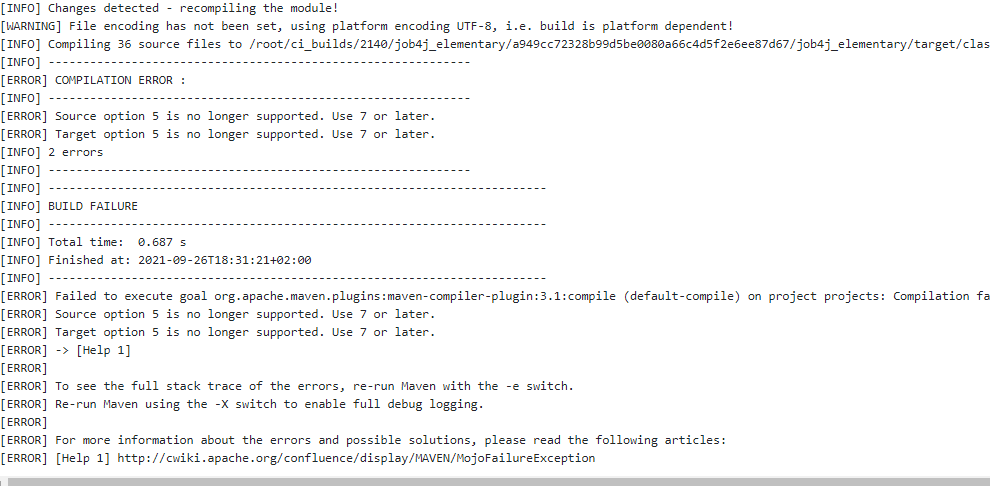 [INFO] Changes detected - recompiling the module!
[WARNING] File encoding has not been set, using platform encoding UTF-8, i.e. build is platform dependent!
[INFO] Compiling 36 source files to /root/ci_builds/2140/job4j_elementary/a949cc72328b99d5be0080a66c4d5f2e6ee87d67/job4j_elementary/target/clas
[INFO] -------------------------------------------------------------
[ERROR] COMPILATION ERROR :
[INFO] -------------------------------------------------------------
[ERROR] Source option 5 is no longer supported. Use 7 or later.
[ERROR] Target option 5 is no longer supported. Use 7 or later.
[INFO] 2 errors
[INFO] -------------------------------------------------------------
[INFO] ------------------------------------------------------------------------
[INFO] BUILD FAILURE
[INFO] ------------------------------------------------------------------------
[INFO] Total time:  0.687 s
[INFO] Finished at: 2021-09-26T18:31:21+02:00
[INFO] ------------------------------------------------------------------------
[ERROR] Failed to execute goal org.apache.maven.plugins:maven-compiler-plugin:3.1:compile (default-compile) on project projects: Compilation fa
[ERROR] Source option 5 is no longer supported. Use 7 or later.
[ERROR] Target option 5 is no longer supported. Use 7 or later.
[ERROR] -> [Help 1]
[ERROR]
[ERROR] To see the full stack trace of the errors, re-run Maven with the -e switch.
[ERROR] Re-run Maven using the -X switch to enable full debug logging.
[ERROR]
[ERROR] For more information about the errors and possible solutions, please read the following articles:
[ERROR] [Help 1] http://cwiki.apache.org/confluence/display/MAVEN/MojoFailureException